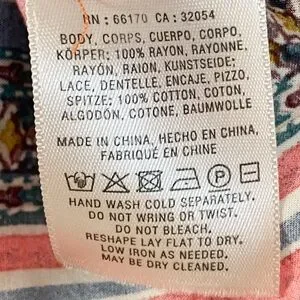 RN : 66170 CA : 32054
BODY, CORPS, CUERPO, CORPO,
KÖRPER: 100% RAYON, RAYONNE,
RAYÓN, RAION, KUNSTSEIDE;
LACE, DENTELLE, ENCAJE, PIZZO,
SPITZE: 100% COTTON, COTON,
ALGODÓN, COTONE, BAUMWOLLE
MADE IN CHINA, HECHO EN CHINA,
FABRIQUÉ EN CHINE
P
HAND WASH COLD SEPARATELY.
DO NOT WRING OR TWIST.
DO NOT BLEACH.
RESHAPE LAY FLAT TO DRY.
LOW IRON AS NEEDED.
MAY BE DRY CLEANED.